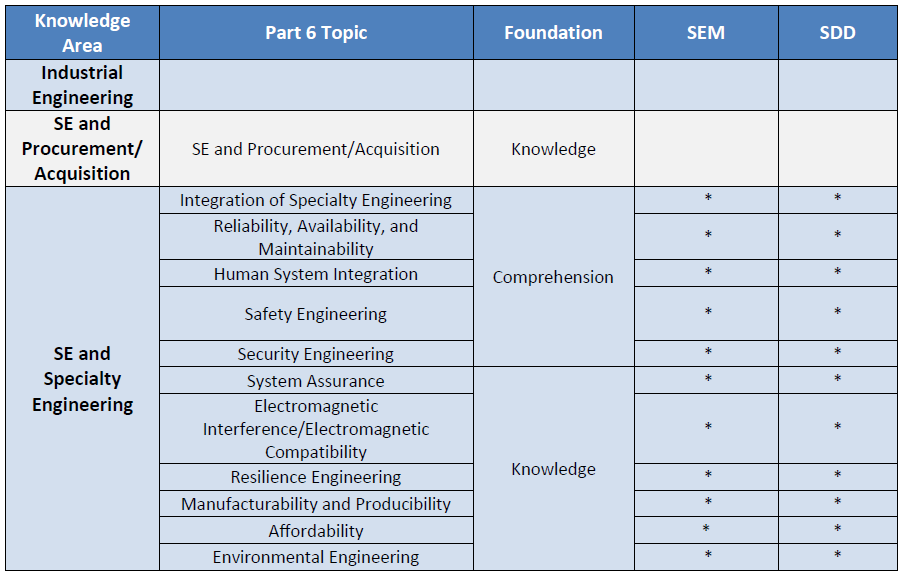 Knowledge Area Part 6 Topic Foundation SEM SDD
Industrial
Engineering
SE and
Procurement/
Acquisition
SE and Procurement/Acquisition Knowledge
SE and
Specialty
Engineering
Integration of Specialty Engineering * *
Reliability, Availability, and
Maintainability * *
Human System Integration * *
Comprehension
Safety Engineering * *
Security Engineering * *
System Assurance * *
Electromagnetic
Interference/Electromagnetic
Compatibility * *
Knowledge
Resilience Engineering * *
Manufacturability and Producibility * *
Affordability * *
Environmental Engineering * *